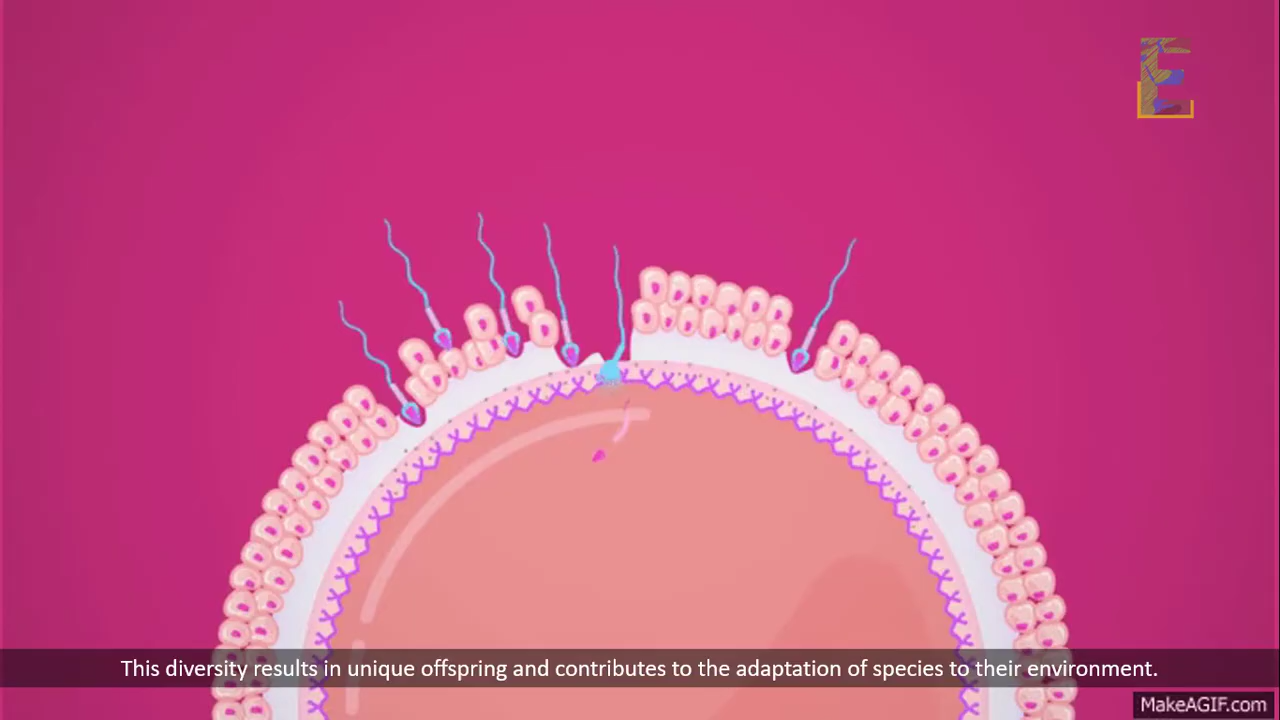 E
This diversity results in unique offspring and contributes to the adaptation of species to their environment.
MakeAGIF.com